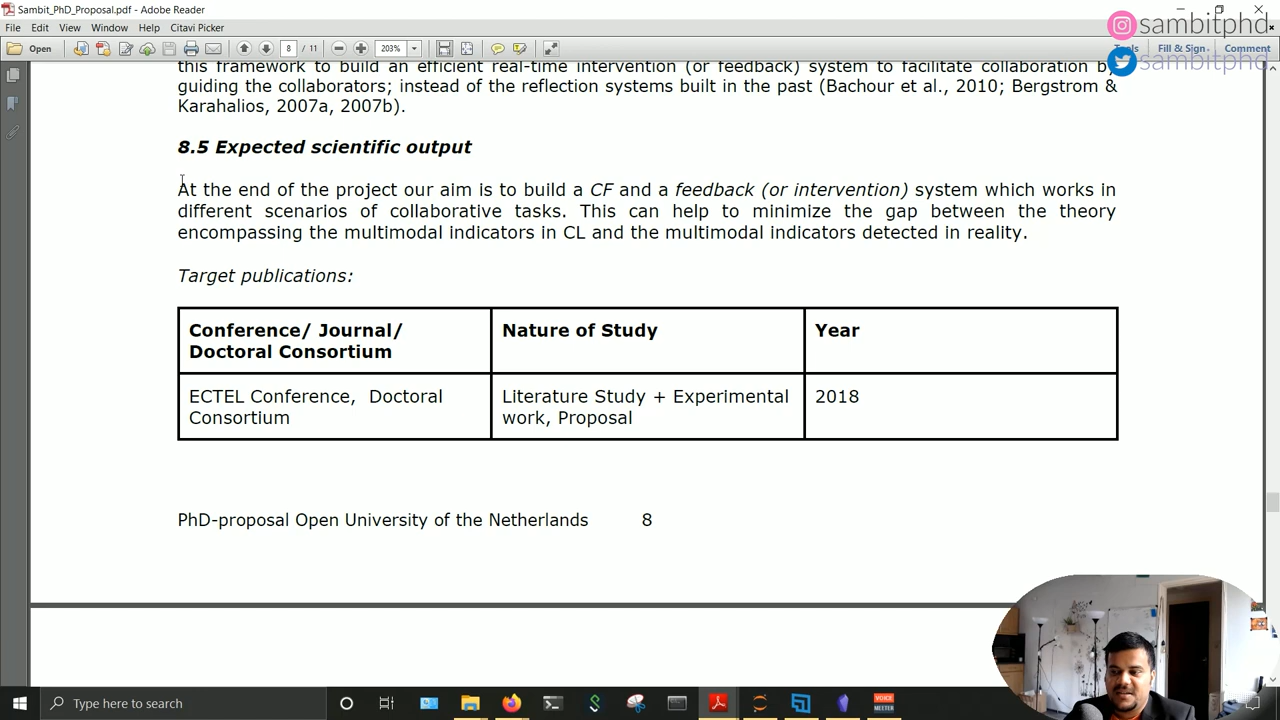 Sambit_PhD_Proposal.pdf - Adobe Reader
File Edit View Window Help Citavi Picker
sambitphd
Open 8 / 11 203% Tools Fill & Sign Comment
sambitphd
this framework to build an efficient real-time intervention (or feedback) system to facilitate collaboration by
guiding the collaborators; instead of the reflection systems built in the past (Bachour et al., 2010; Bergstrom &
Karahalios, 2007a, 2007b).
8.5 Expected scientific output
At the end of the project our aim is to build a CF and a feedback (or intervention) system which works in
different scenarios of collaborative tasks. This can help to minimize the gap between the theory
encompassing the multimodal indicators in CL and the multimodal indicators detected in reality.
Target publications:
Conference/ Journal/
Doctoral Consortium
Nature of Study
Year
ECTEL Conference, Doctoral
Consortium
Literature Study + Experimental
work, Proposal
2018
PhD-proposal Open University of the Netherlands 8
Type here to search
VOICE
MEETER